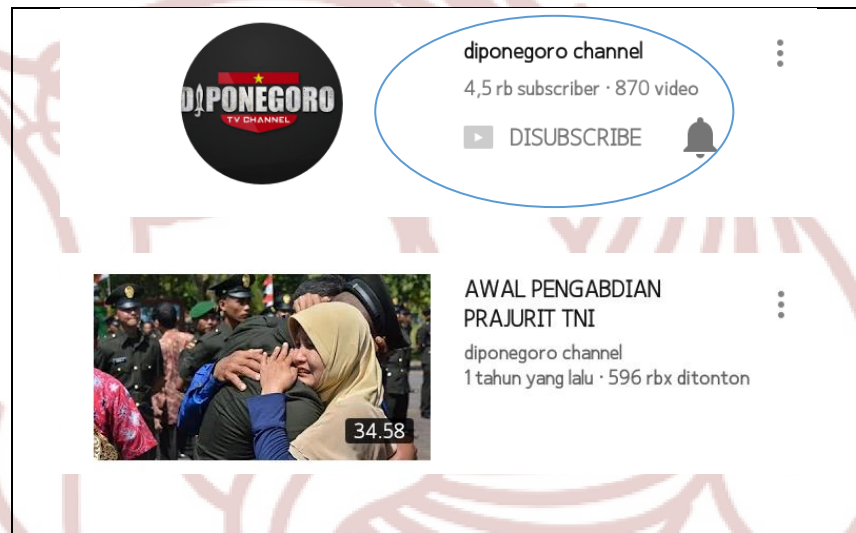 DIPONEGORO
TV CHANNEL
diponegoro channel
4,5 rb subscriber · 870 video
DISUBSCRIBE
34.58
AWAL PENGABDIAN
PRAJURIT TNI
diponegoro channel
1 tahun yang lalu · 596 rbx ditonton